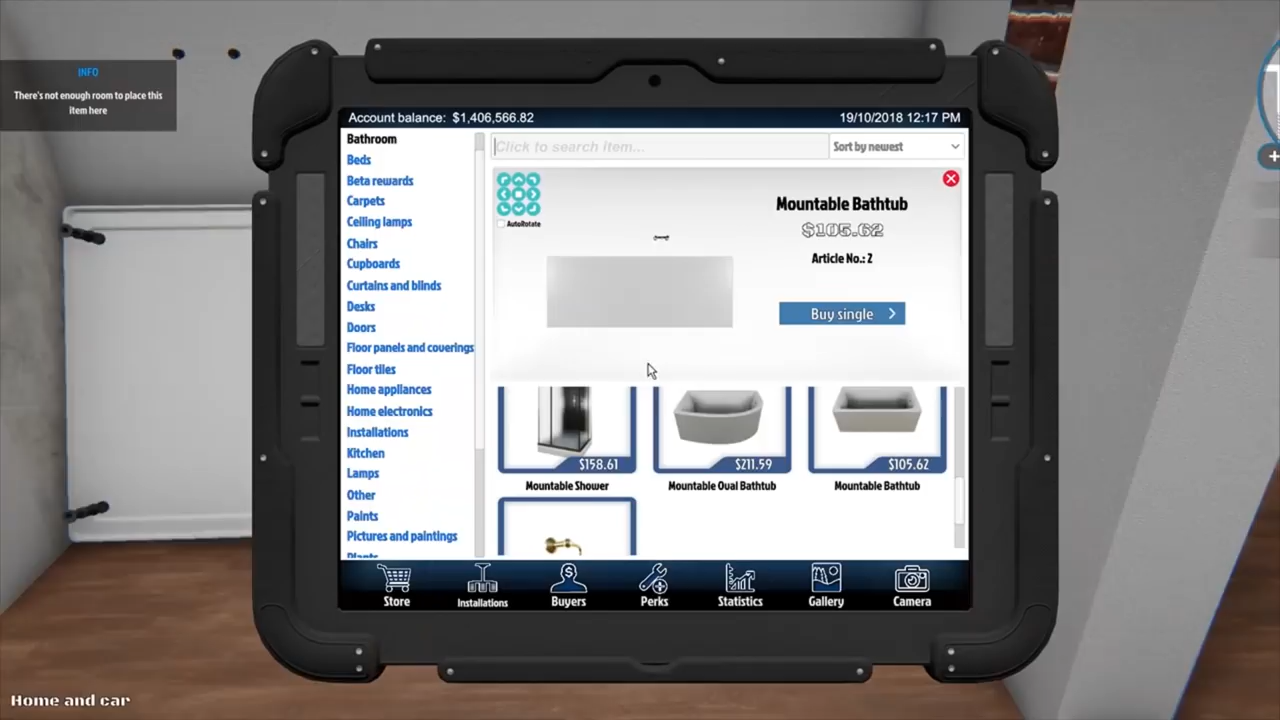 INFO
There's not enough room to place this
item here
Account balance: $1,406,566.82
19/10/2018 12:17 PM
Bathroom
Beds
Beta rewards
Carpets
Ceiling lamps
Chairs
Cupboards
Curtains and blinds
Desks
Doors
Floor panels and coverings
Floor tiles
Home appliances
Home electronics
Installations
Kitchen
Lamps
Other
Paints
Pictures and paintings
Plants
Click to search item...
Sort by newest
AutoRotate
Mountable Bathtub
$105.62
Article No.: 2
Buy single
$158.61
$211.59
$105.62
Mountable Shower
Mountable Oval Bathtub
Mountable Bathtub
Store
Installations
Buyers
Perks
Statistics
Gallery
Camera
Home and car